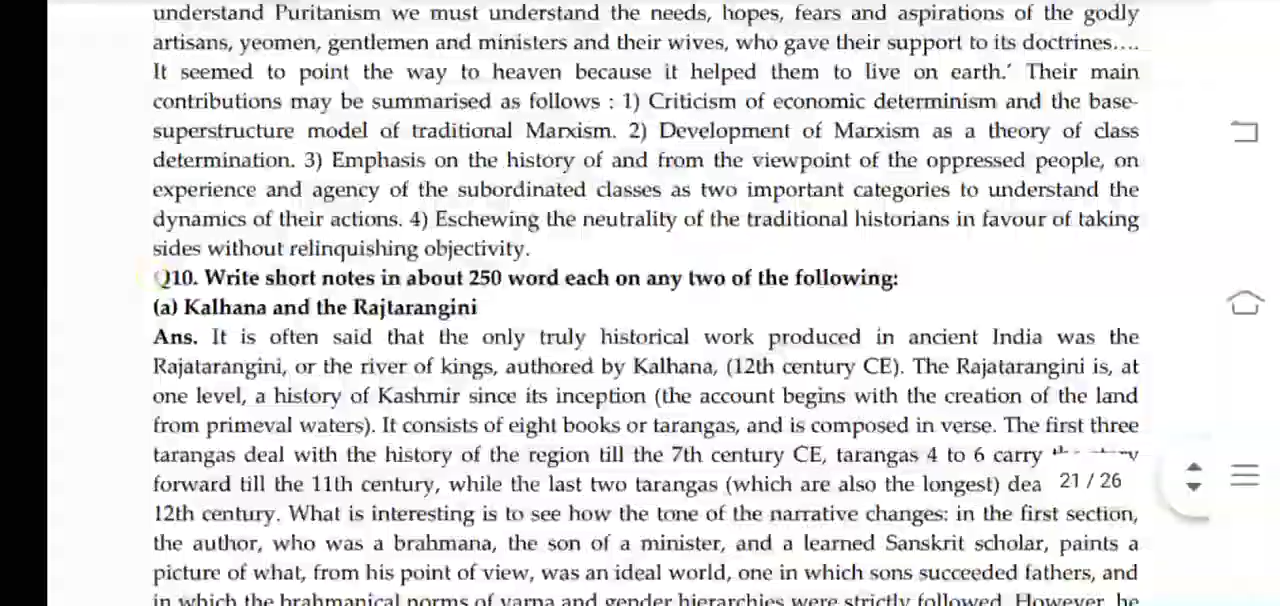 understand Puritanism we must understand the needs, hopes, fears and aspirations of the godly
artisans, yeomen, gentlemen and ministers and their wives, who gave their support to its doctrines….
It seemed to point the way to heaven because it helped them to live on earth.' Their main
contributions may be summarised as follows : 1) Criticism of economic determinism and the base-
superstructure model of traditional Marxism. 2) Development of Marxism as a theory of class
determination. 3) Emphasis on the history of and from the viewpoint of the oppressed people, on
experience and agency of the subordinated classes as two important categories to understand the
dynamics of their actions. 4) Eschewing the neutrality of the traditional historians in favour of taking
sides without relinquishing objectivity.
Q10. Write short notes in about 250 word each on any two of the following:
(a) Kalhana and the Rajtarangini
Ans. It is often said that the only truly historical work produced in ancient India was the
Rajatarangini, or the river of kings, authored by Kalhana, (12th century CE). The Rajatarangini is, at
one level, a history of Kashmir since its inception (the account begins with the creation of the land
from primeval waters). It consists of eight books or tarangas, and is composed in verse. The first three
tarangas deal with the history of the region till the 7th century CE, tarangas 4 to 6 carry
forward till the 11th century, while the last two tarangas (which are also the longest) dea
21 / 26
12th century. What is interesting is to see how the tone of the narrative changes: in the first section,
the author, who was a brahmana, the son of a minister, and a learned Sanskrit scholar, paints a
picture of what, from his point of view, was an ideal world, one in which sons succeeded fathers, and
in which the brahmanical norms of varna and gender hierarchies were strictly followed. However, he